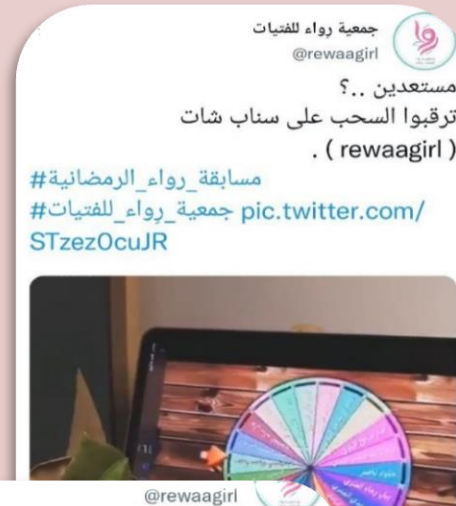 جمعية رواء للفتيات
@rewaagirl
مستعدين ..؟
ترقبوا السحب على سناب شات
( rewaagirl ) .
#مسابقة_رواء_الرمضانية
#جمعية_رواء_للفتيات pic.twitter.com/
STzezOcuJR
@rewaagirl